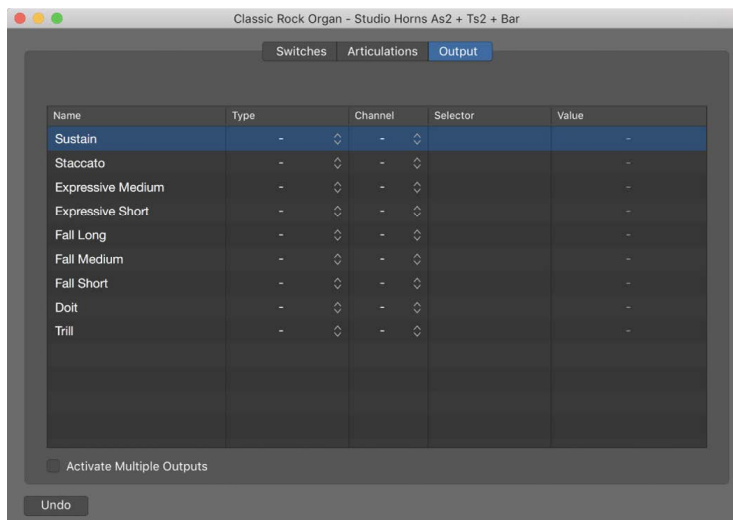 Classic Rock Organ - Studio Horns As2 + Ts2 + Bar
Switches Articulations Output
Name Type Channel Selector Value
Sustain - - -
Staccato - - -
Expressive Medium - - -
Expressive Short - - -
Fall Long - - -
Fall Medium - - -
Fall Short - - -
Doit - - -
Trill - - -
Activate Multiple Outputs
Undo